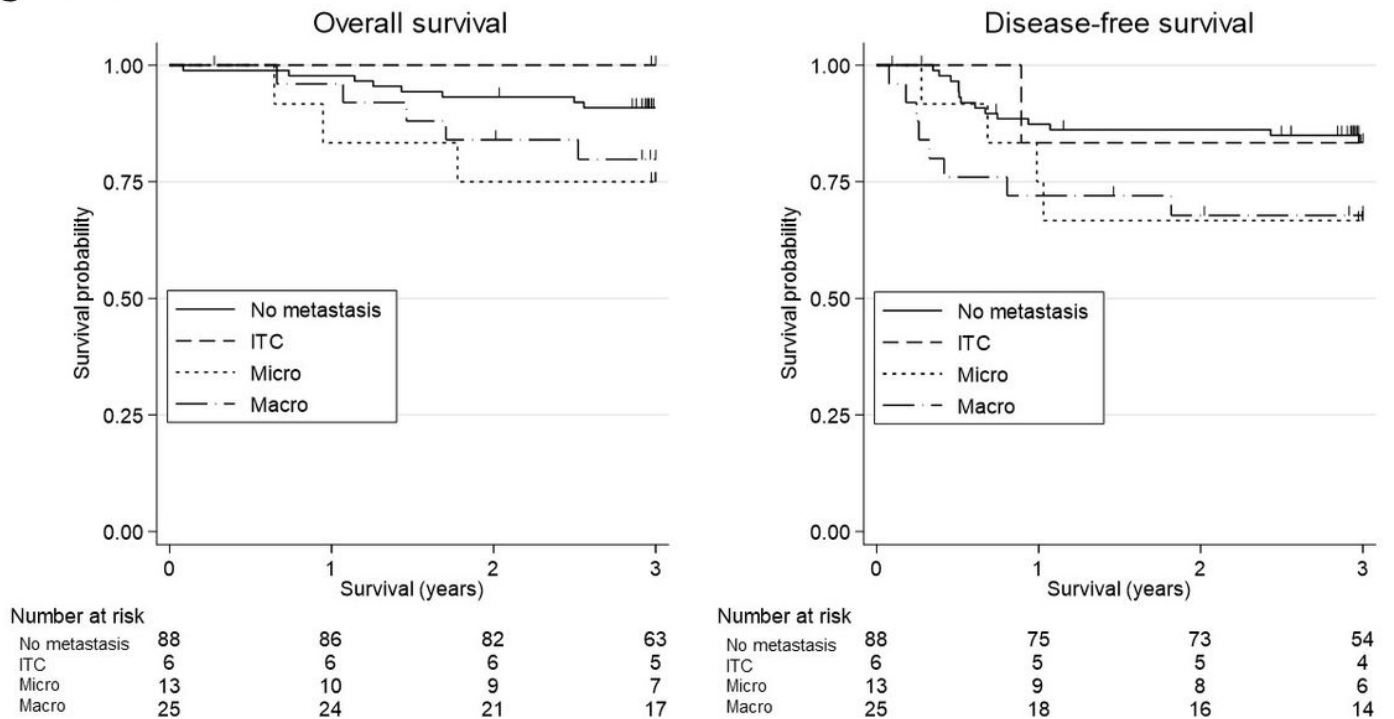 Overall survival
1.00
0.75
0.50
0.25
0.00
Survival probability
No metastasis
ITC
Micro
Macro
0 1 2 3
Survival (years)
Number at risk
No metastasis 88 86 82 63
ITC 6 6 6 5
Micro 13 10 9 7
Macro 25 24 21 17
Disease-free survival
1.00
0.75
0.50
0.25
0.00
Survival probability
No metastasis
ITC
Micro
Macro
0 1 2 3
Survival (years)
Number at risk
No metastasis 88 75 73 54
ITC 6 5 5 4
Micro 13 9 8 6
Macro 25 18 16 14